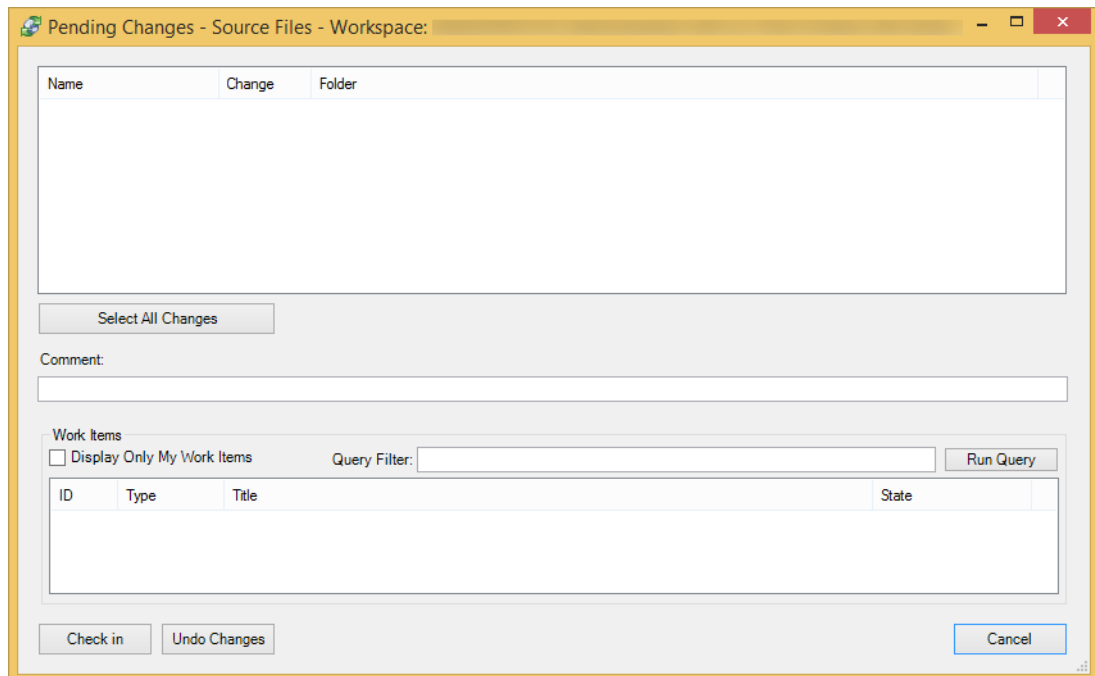 Pending Changes - Source Files - Workspace:
Name Change Folder
Select All Changes
Comment:
Work Items
Display Only My Work Items Query Filter: Run Query
ID Type Title State
Check in Undo Changes Cancel